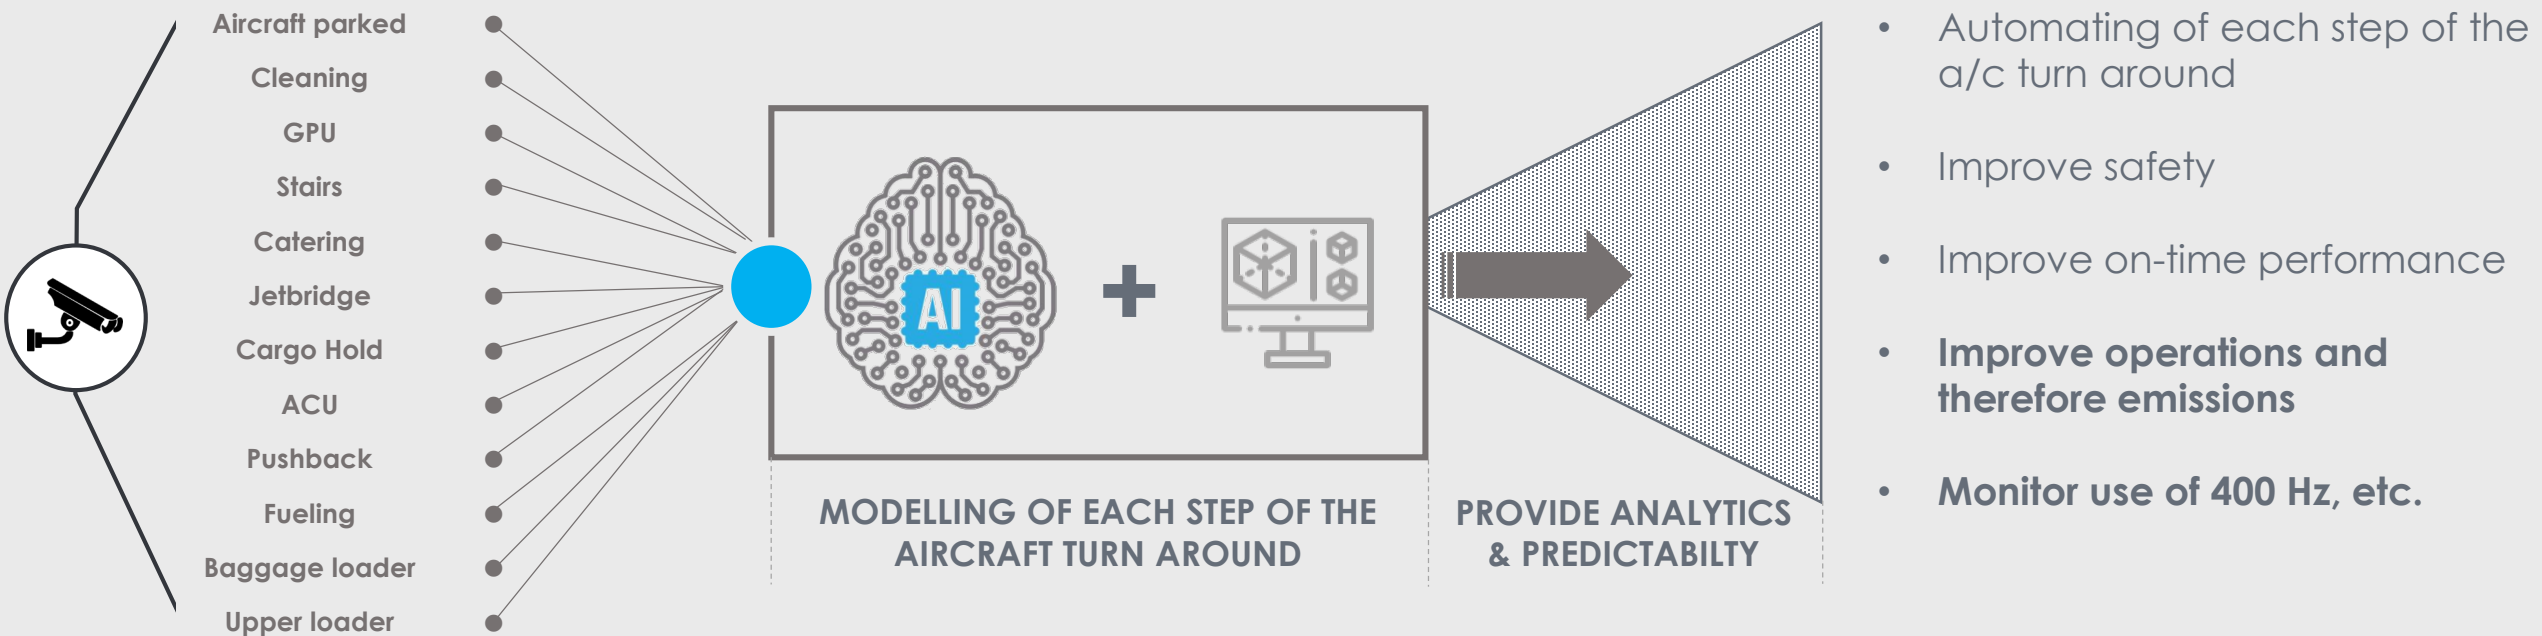 Aircraft parked
Cleaning
GPU
Stairs
Catering
Jetbridge
Cargo Hold
ACU
Pushback
Fueling
Baggage loader
Upper loader
AI
MODELLING OF EACH STEP OF THE
AIRCRAFT TURN AROUND
PROVIDE ANALYTICS
& PREDICTABILTY
• Automating of each step of the
a/c turn around
• Improve safety
• Improve on-time performance
• Improve operations and
therefore emissions
• Monitor use of 400 Hz, etc.